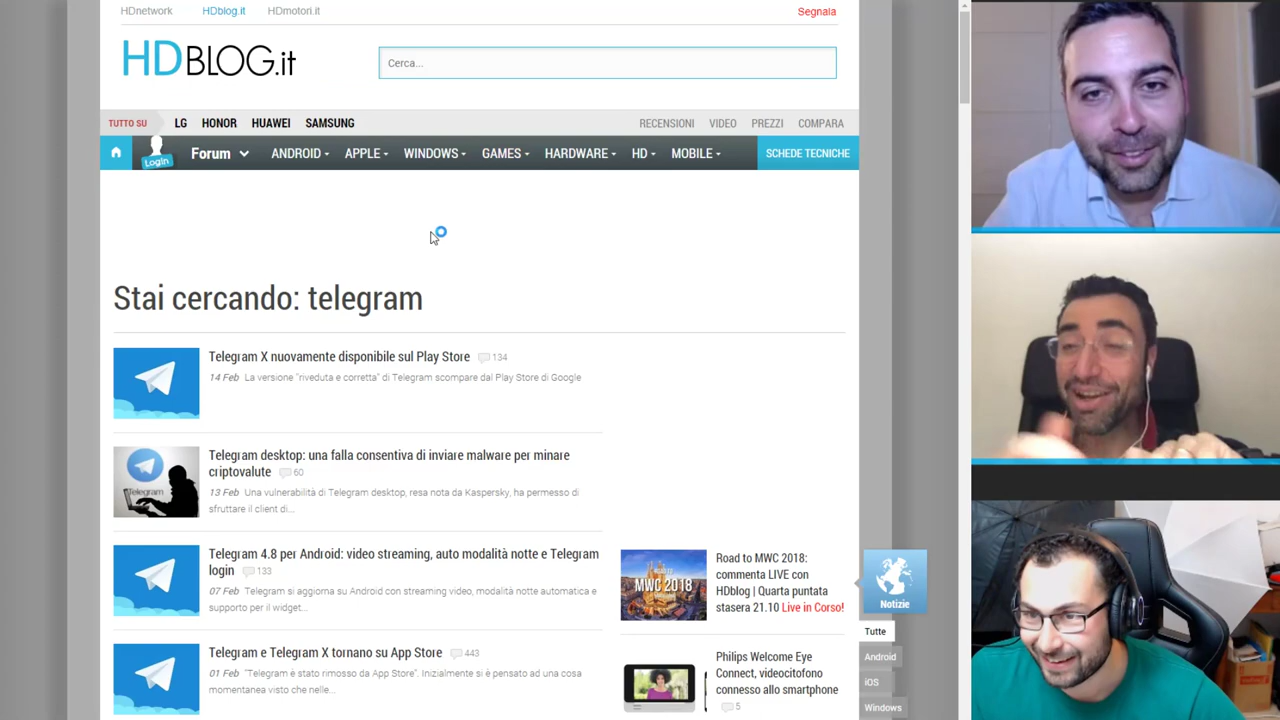 HDnetwork HDblog.it HDmotori.it Segnala
HDBLOG.it
Cerca...
TUTTO SU LG HONOR HUAWEI SAMSUNG RECENSIONI VIDEO PREZZI COMPARA
Login Forum ANDROID APPLE WINDOWS GAMES HARDWARE HD MOBILE SCHEDE TECNICHE
Stai cercando: telegram
Telegram X nuovamente disponibile sul Play Store 134
14 Feb La versione "riveduta e corretta" di Telegram scompare dal Play Store di Google
Telegram
Telegram desktop: una falla consentiva di inviare malware per minare
criptovalute 60
13 Feb Una vulnerabilità di Telegram desktop, resa nota da Kaspersky, ha permesso di
sfruttare il client di...
Telegram 4.8 per Android: video streaming, auto modalità notte e Telegram
login 133
07 Feb Telegram si aggiorna su Android con streaming video, modalità notte automatica e
supporto per il widget...
Telegram e Telegram X tornano su App Store 443
01 Feb "Telegram è stato rimosso da App Store". Inizialmente si è pensato ad una cosa
momentanea visto che nelle...
ROAD TO
MWC 2018
Road to MWC 2018:
commenta LIVE con
HDblog | Quarta puntata
stasera 21.10 Live in Corso!
Philips Welcome Eye
Connect, videocitofono
connesso allo smartphone
5
Notizie
Tutte
Android
iOS
Windows